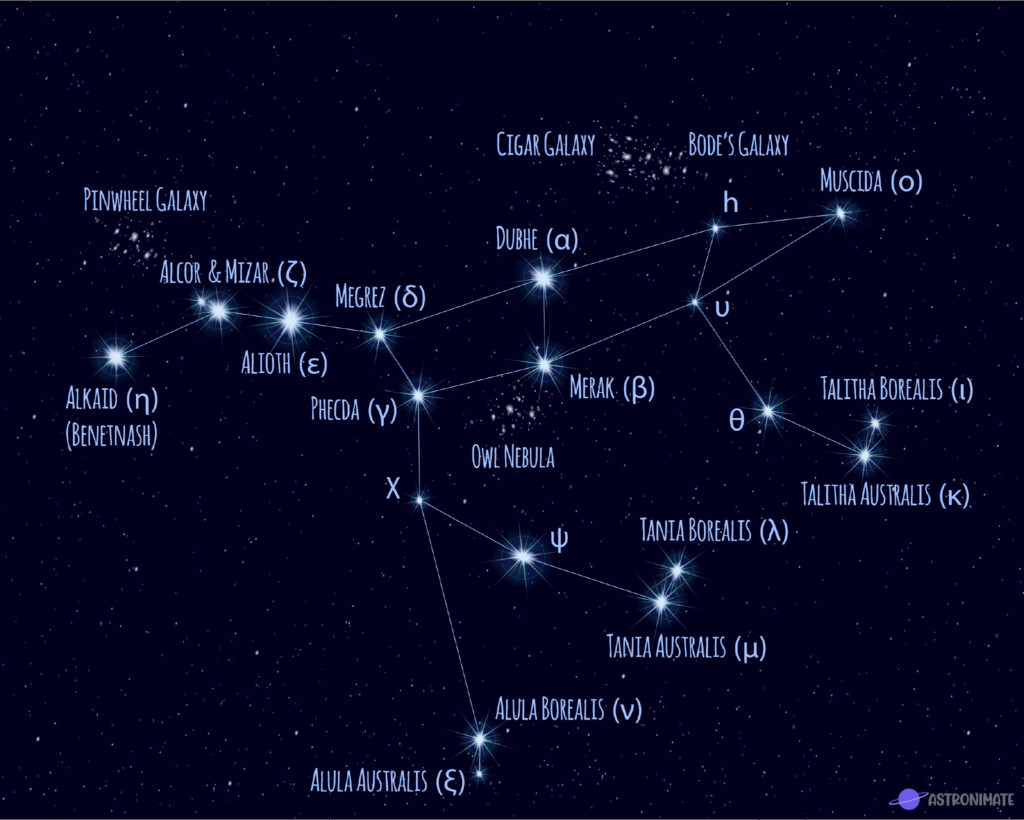 Cigar Galaxy
Bode's Galaxy
Muscida (ο)
Pinwheel Galaxy
h
Dubhe (α)
Alcor & Mizar (ζ)
Megrez (δ)
υ
Alioth (ε)
Merak (β)
Talitha Borealis (ι)
Alkaid (η)
(Benetnash)
Phecda (γ)
θ
Owl Nebula
χ
Talitha Australis (κ)
ψ
Tania Borealis (λ)
Tania Australis (μ)
Alula Borealis (ν)
Alula Australis (ξ)
ASTRONIMATE